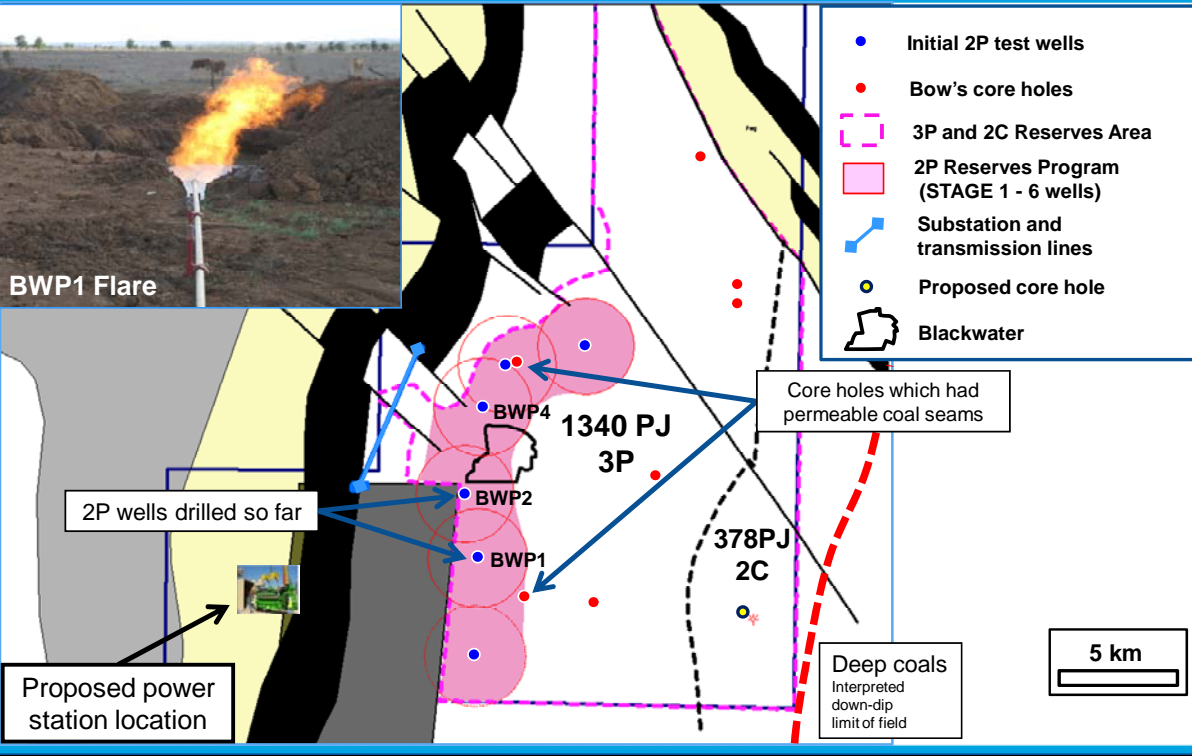 BWP1 Flare
Initial 2P test wells
Bow's core holes
3P and 2C Reserves Area
2P Reserves Program
(STAGE 1 - 6 wells)
Substation and
transmission lines
Proposed core hole
Blackwater
Core holes which had
permeable coal seams
BWP4
1340 PJ
3P
BWP2
2P wells drilled so far
BWP1
378PJ
2C
Proposed power
station location
Deep coals
Interpreted
down-dip
limit of field
5 km